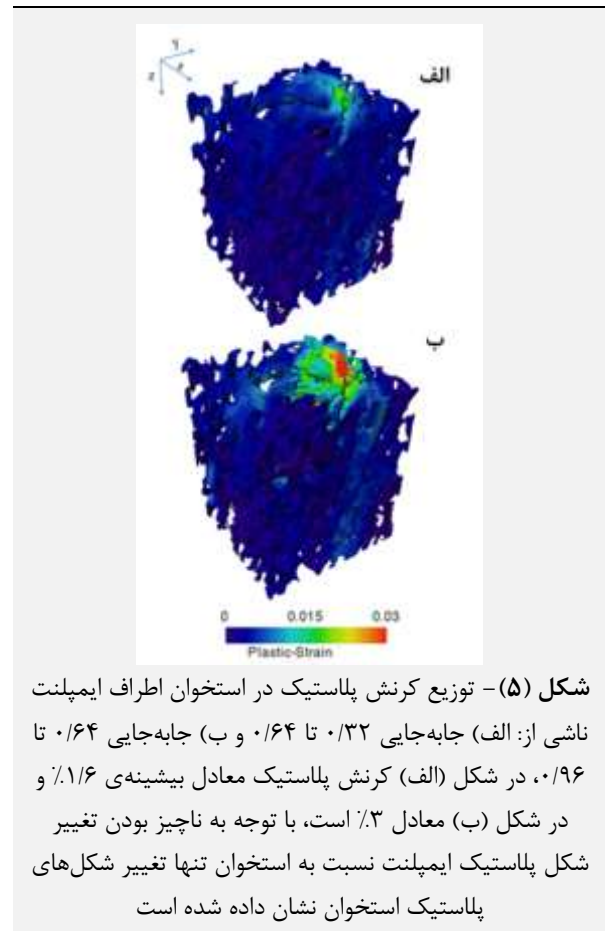 Y
Z
الف
ب
0 0.015 0.03
Plastic-Strain
شکل (۵)- توزیع کرنش پلاستیک در استخوان اطراف ایمپلنت
ناشی از: الف) جابه‌جایی ۰/۳۲ تا ۰/۶۴ و ب) جابه‌جایی ۰/۶۴ تا
۰/۹۶، در شکل (الف) کرنش پلاستیک معادل بیشینه‌ی ۱/۶٪ و
در شکل (ب) معادل ۳٪ است، با توجه به ناچیز بودن تغییر
شکل پلاستیک ایمپلنت نسبت به استخوان تنها تغییر شکل‌های
پلاستیک استخوان نشان داده شده است